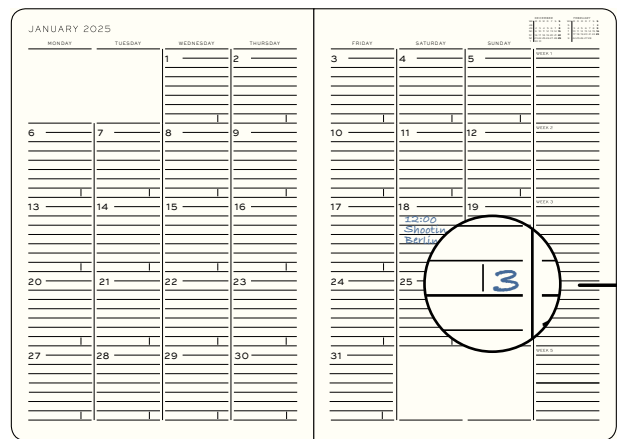 JANUARY 2025
MONDAY TUESDAY WEDNESDAY THURSDAY FRIDAY SATURDAY SUNDAY
DECEMBER FEBRUARY
1 2 3 4 5 WEEK 1
6 7 8 9 10 11 12 WEEK 2
13 14 15 16 17 18 19 WEEK 3
12:00
Shootin
Berlin
3
20 21 22 23 24 25
27 28 29 30 31 WEEK 5